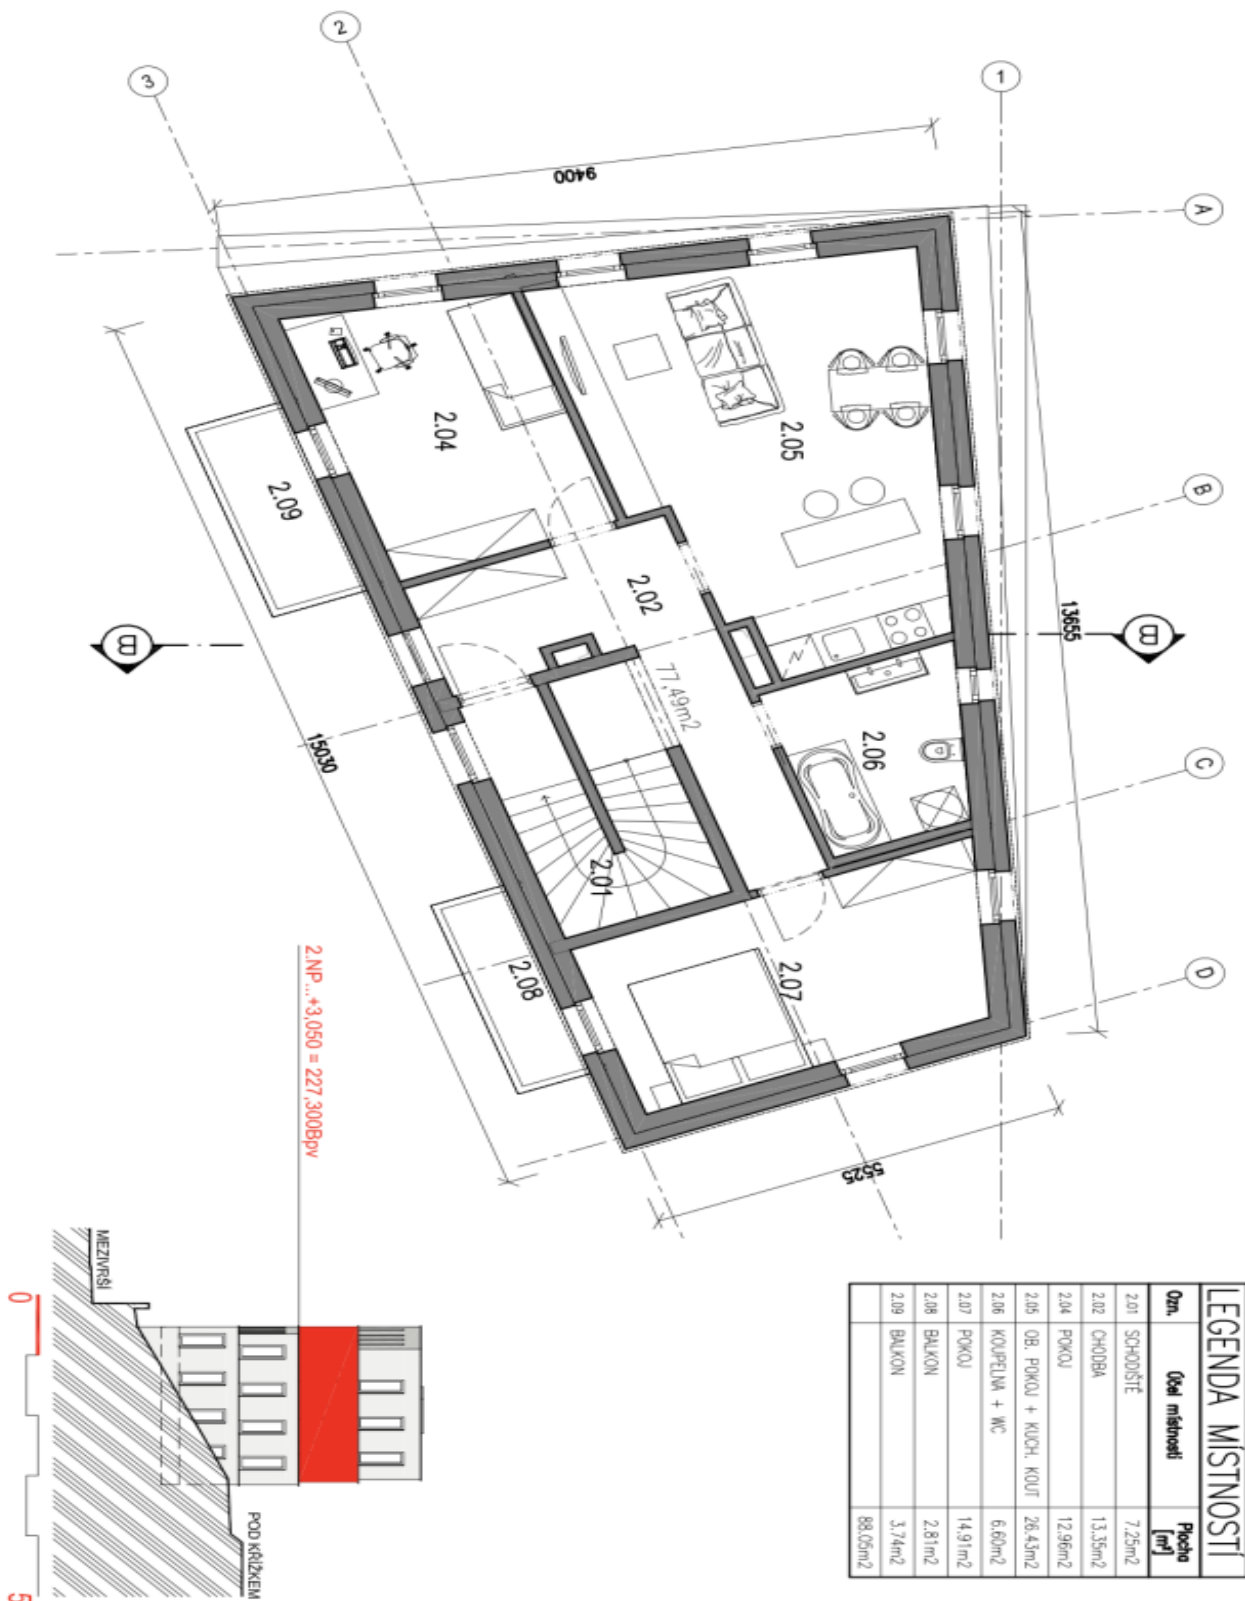 3
2
1
A
B
C
D
9400
13655
15030
5525
B
B
2.04
2.05
2.09
2.02
77,49m2
2.06
2.01
2.07
2.08
2.NP...+3,050 = 227,300Bpv
MEZIVRŠÍ
POD KŘÍŽKEM
0
5
LEGENDA MÍSTNOSTÍ
Ozn. Účel místnosti Plocha [m²]
2.01 SCHODIŠTĚ 7.25m2
2.02 CHODBA 13.35m2
2.04 POKOJ 12.96m2
2.05 OB. POKOJ + KUCH. KOUT 26.43m2
2.06 KOUPELNA + WC 6.60m2
2.07 POKOJ 14.91m2
2.08 BALKON 2.81m2
2.09 BALKON 3.74m2
88.05m2